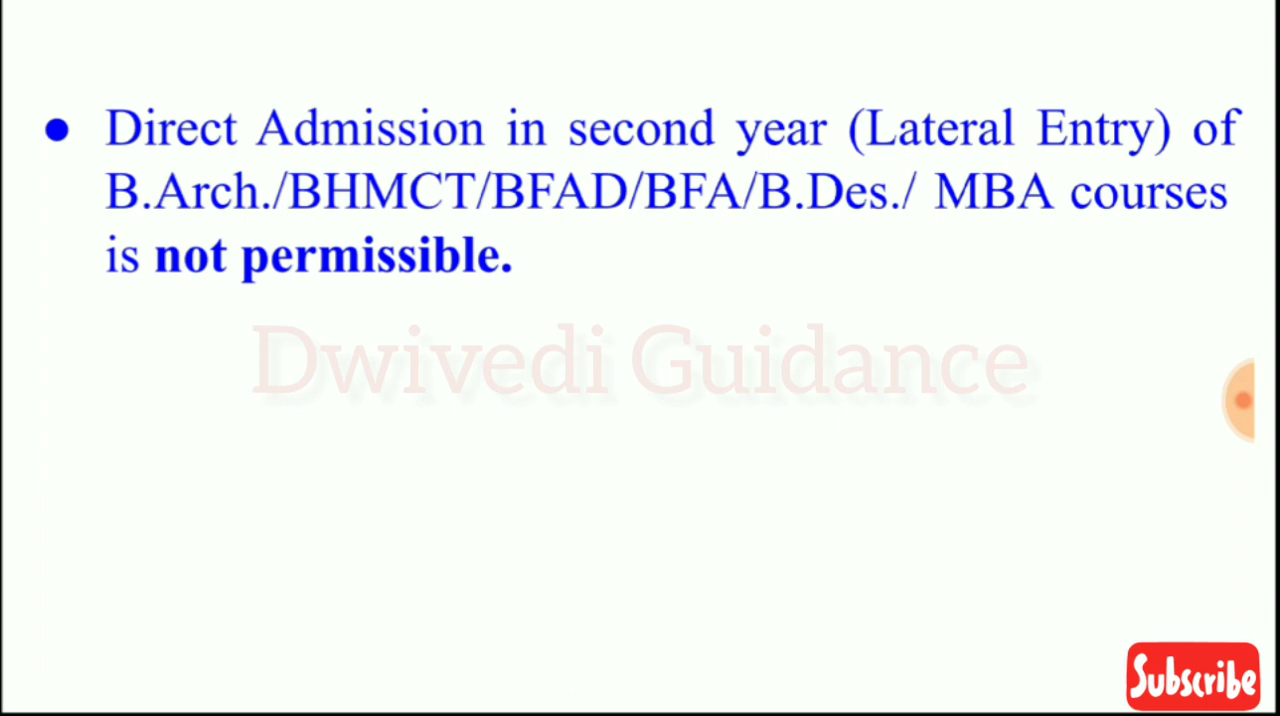 ● Direct Admission in second year (Lateral Entry) of
B.Arch./BHMCT/BFAD/BFA/B.Des./ MBA courses
is not permissible.
Dwivedi Guidance
Subscribe